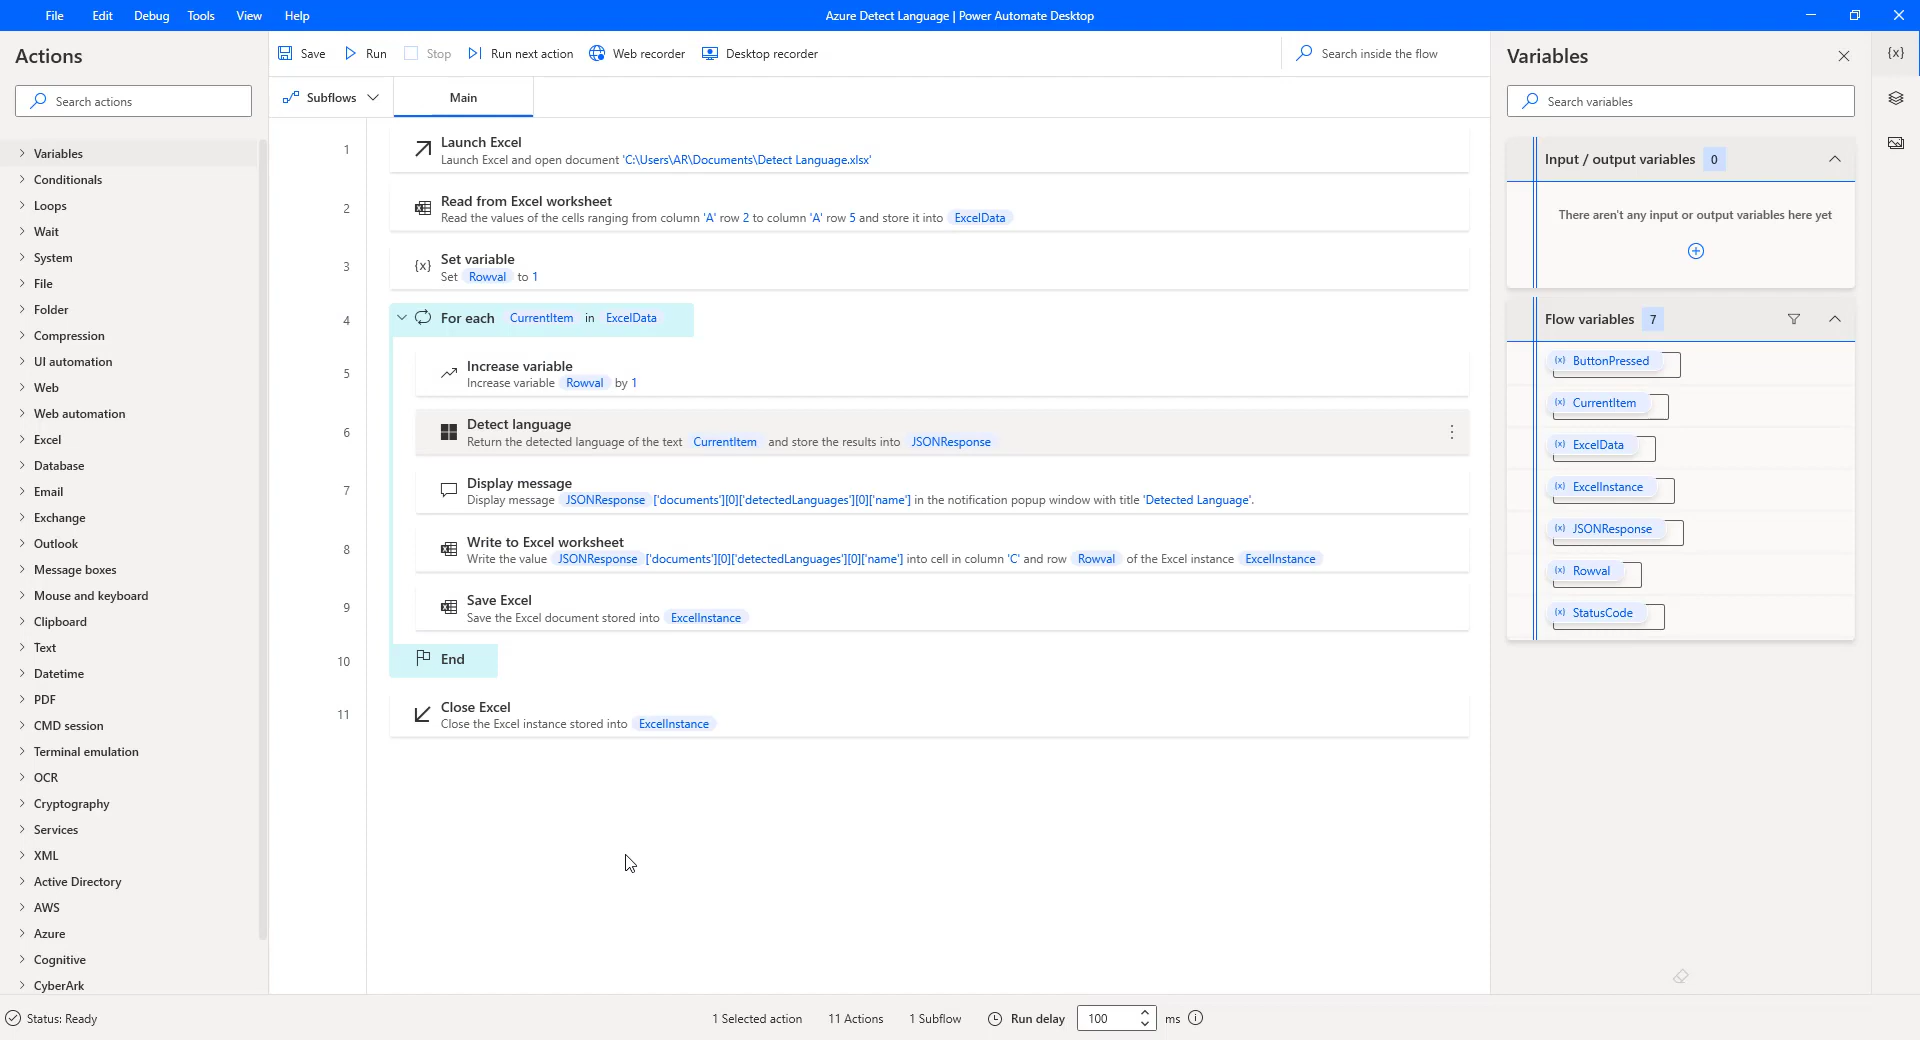 File Edit Debug Tools View Help
Azure Detect Language | Power Automate Desktop
Actions
Search actions
Variables
Conditionals
Loops
Wait
System
File
Folder
Compression
UI automation
Web
Web automation
Excel
Database
Email
Exchange
Outlook
Message boxes
Mouse and keyboard
Clipboard
Text
Datetime
PDF
CMD session
Terminal emulation
OCR
Cryptography
Services
XML
Active Directory
AWS
Azure
Cognitive
CyberArk
Save Run Stop Run next action Web recorder Desktop recorder
Search inside the flow
Subflows
Main
1
Launch Excel
Launch Excel and open document 'C:\Users\AR\Documents\Detect Language.xlsx'
2
Read from Excel worksheet
Read the values of the cells ranging from column 'A' row 2 to column 'A' row 5 and store it into ExcelData
3
{x}
Set variable
Set Rowval to 1
4
For each CurrentItem in ExcelData
5
Increase variable
Increase variable Rowval by 1
6
Detect language
Return the detected language of the text CurrentItem and store the results into JSONResponse
7
Display message
Display message JSONResponse ['documents'][0]['detectedLanguages'][0]['name'] in the notification popup window with title 'Detected Language'.
8
Write to Excel worksheet
Write the value JSONResponse ['documents'][0]['detectedLanguages'][0]['name'] into cell in column 'C' and row Rowval of the Excel instance ExcelInstance
9
Save Excel
Save the Excel document stored into ExcelInstance
10
End
11
Close Excel
Close the Excel instance stored into ExcelInstance
Variables
{x}
Search variables
Input / output variables 0
There aren't any input or output variables here yet
Flow variables 7
(x) ButtonPressed
(x) CurrentItem
(x) ExcelData
(x) ExcelInstance
(x) JSONResponse
(x) Rowval
(x) StatusCode
Status: Ready
1 Selected action 11 Actions 1 Subflow Run delay 100 ms